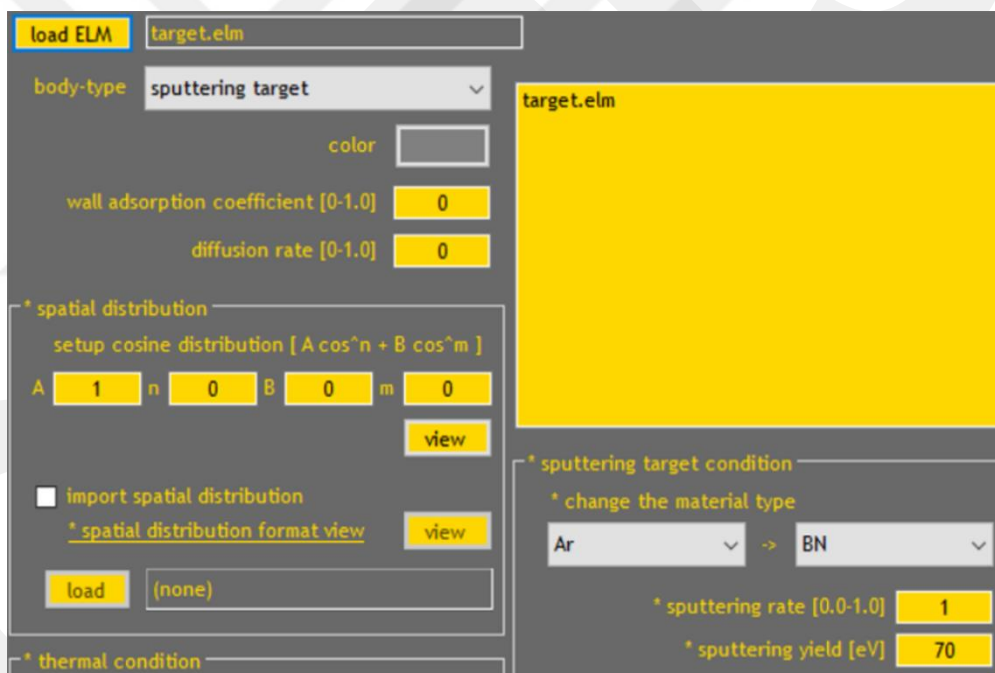 load ELM target.elm
body-type sputtering target
color
wall adsorption coefficient [0-1.0] 0
diffusion rate [0-1.0] 0
* spatial distribution
setup cosine distribution [ A cos^n + B cos^m ]
A 1 n 0 B 0 m 0
view
import spatial distribution
* spatial distribution format view view
load (none)
* thermal condition
target.elm
* sputtering target condition
* change the material type
Ar -> BN
* sputtering rate [0.0-1.0] 1
* sputtering yield [eV] 70